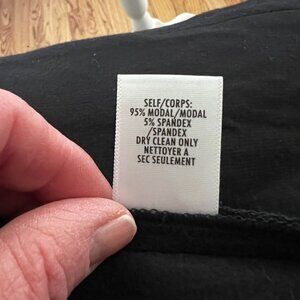 SELF/CORPS:
95% MODAL/MODAL
5% SPANDEX
/SPANDEX
DRY CLEAN ONLY
NETTOYER A
SEC SEULEMENT